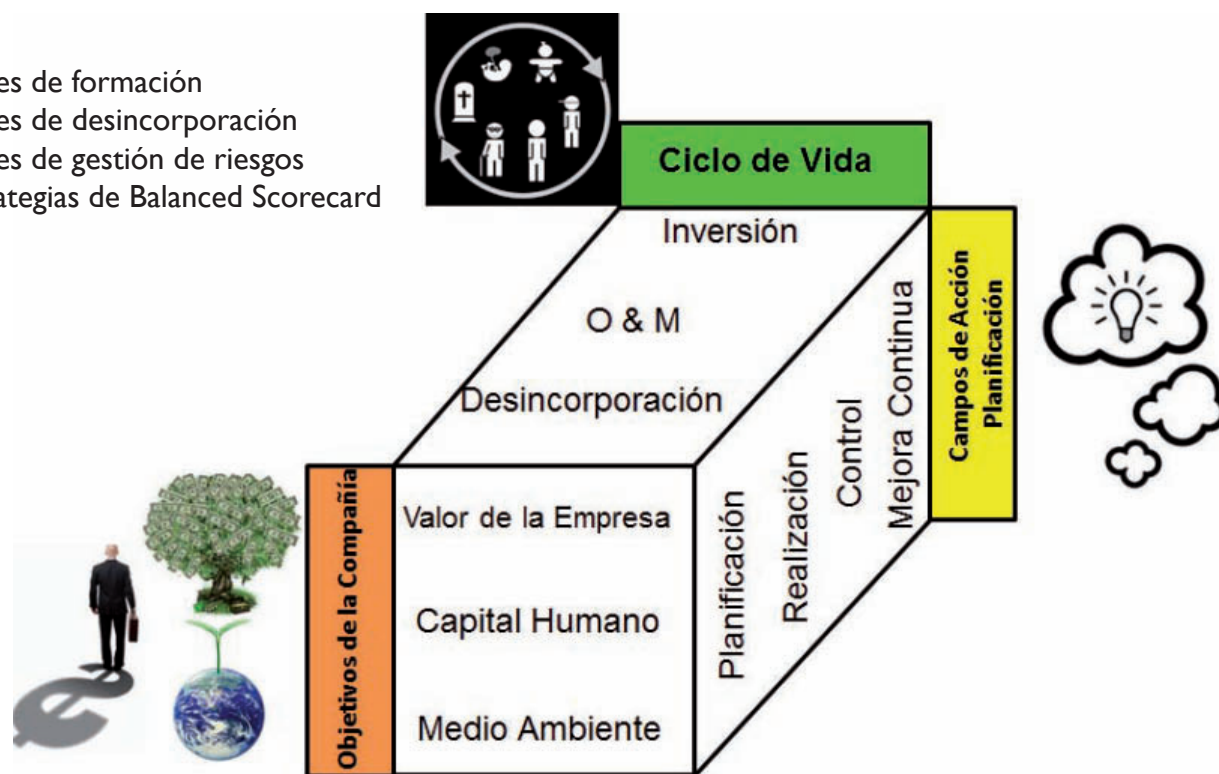 es de formación
es de desincorporación
es de gestión de riesgos
ategias de Balanced Scorecard
Ciclo de Vida
Inversión
O & M
Desincorporación
Campos de Acción
Planificación
Objetivos de la Compañía
Valor de la Empresa
Capital Humano
Medio Ambiente
Planificación
Realización
Control
Mejora Continua